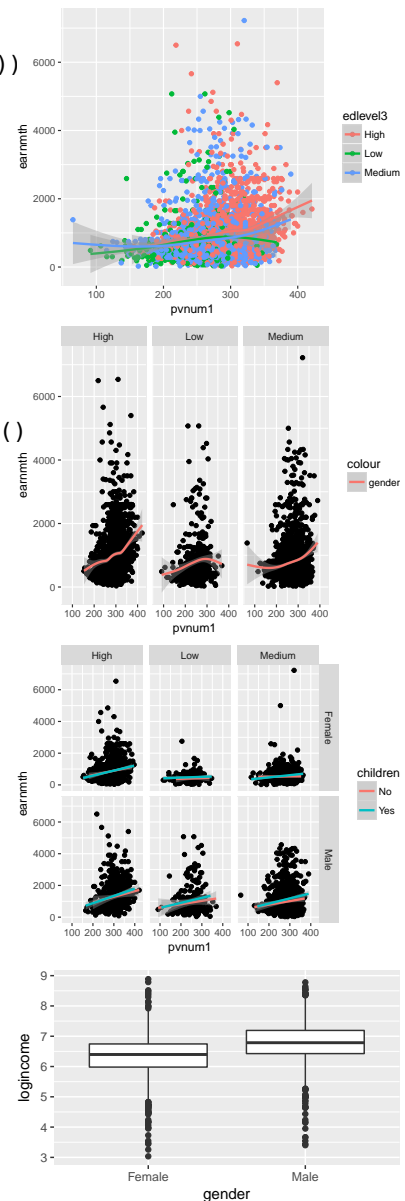 ) )
6000
4000
2000
0
earnmth
100 200 300 400
pvnum1
edlevel3
High
Low
Medium
( )
High Low Medium
6000
4000
2000
0
earnmth
100 200 300 400 100 200 300 400 100 200 300 400
pvnum1
colour
gender
High Low Medium
6000
4000
2000
0
Female
6000
4000
2000
0
Male
earnmth
100 200 300 400 100 200 300 400 100 200 300 400
pvnum1
children
No
Yes
9
8
7
6
5
4
3
logincome
Female Male
gender